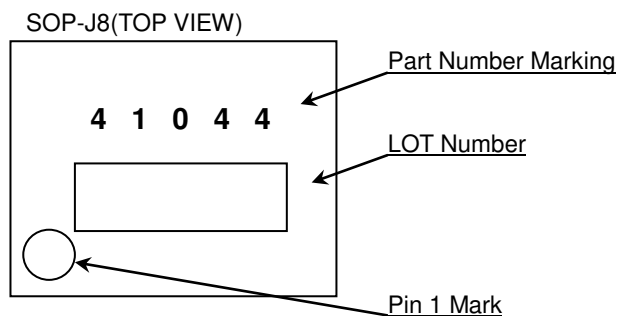 SOP-J8(TOP VIEW)
Part Number Marking
4 1 0 4 4
LOT Number
Pin 1 Mark